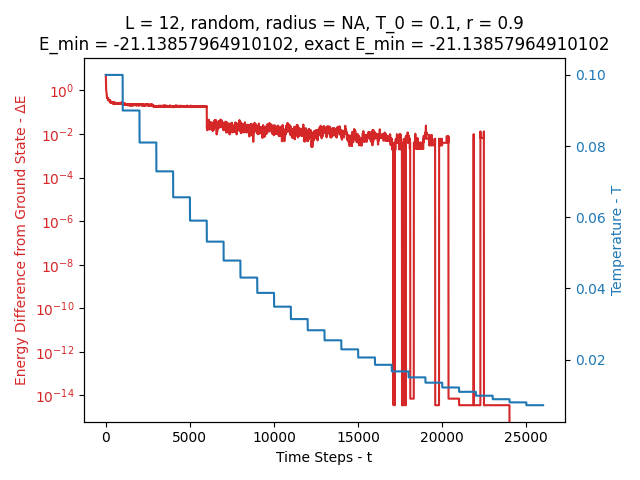 L = 12, random, radius = NA, T_0 = 0.1, r = 0.9
E_min = -21.13857964910102, exact E_min = -21.13857964910102
Energy Difference from Ground State - ΔE
10⁰
10⁻²
10⁻⁴
10⁻⁶
10⁻⁸
10⁻¹⁰
10⁻¹²
10⁻¹⁴
0.10
0.08
0.06
0.04
0.02
Temperature - T
0 5000 10000 15000 20000 25000
Time Steps - t